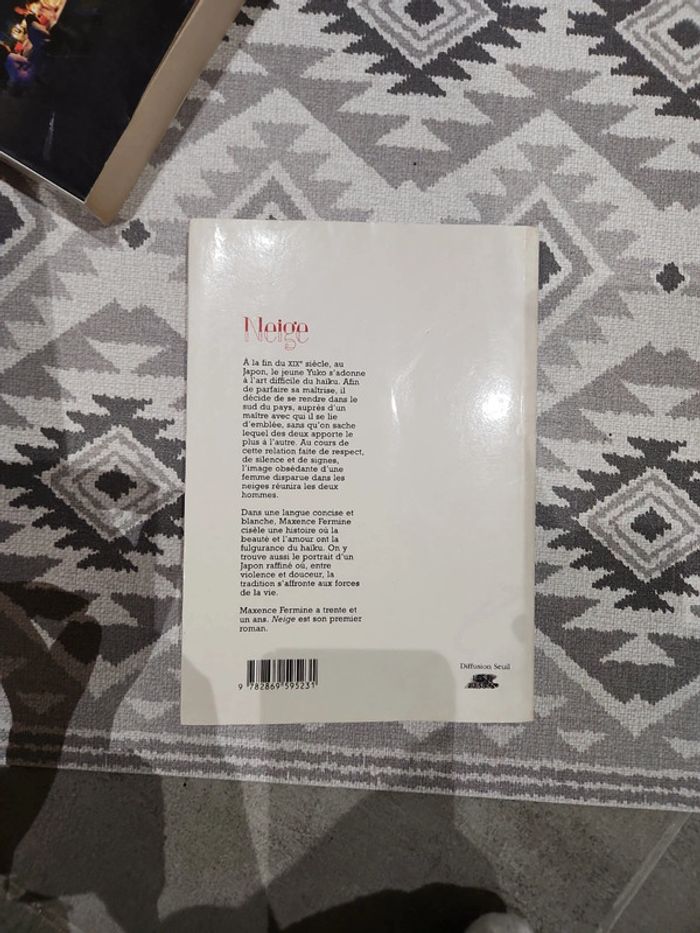 Neige
À la fin du XIXᵉ siècle, au
Japon, le jeune Yuko s'adonne
à l'art difficile du haïku. Afin
de parfaire sa maîtrise, il
décide de se rendre dans le
sud du pays, auprès d'un
maître avec qui il se lie
d'emblée, sans qu'on sache
lequel des deux apporte le
plus à l'autre. Au cours de
cette relation faite de respect,
de silence et de signes,
l'image obsédante d'une
femme disparue dans les
neiges réunira les deux
hommes.
Dans une langue concise et
blanche, Maxence Fermine
cisèle une histoire où la
beauté et l'amour ont la
fulgurance du haïku. On y
trouve aussi le portrait d'un
Japon raffiné où, entre
violence et douceur, la
tradition s'affronte aux forces
de la vie.
Maxence Fermine a trente et
un ans. Neige est son premier
roman.
9 782869 595231
Diffusion Seuil